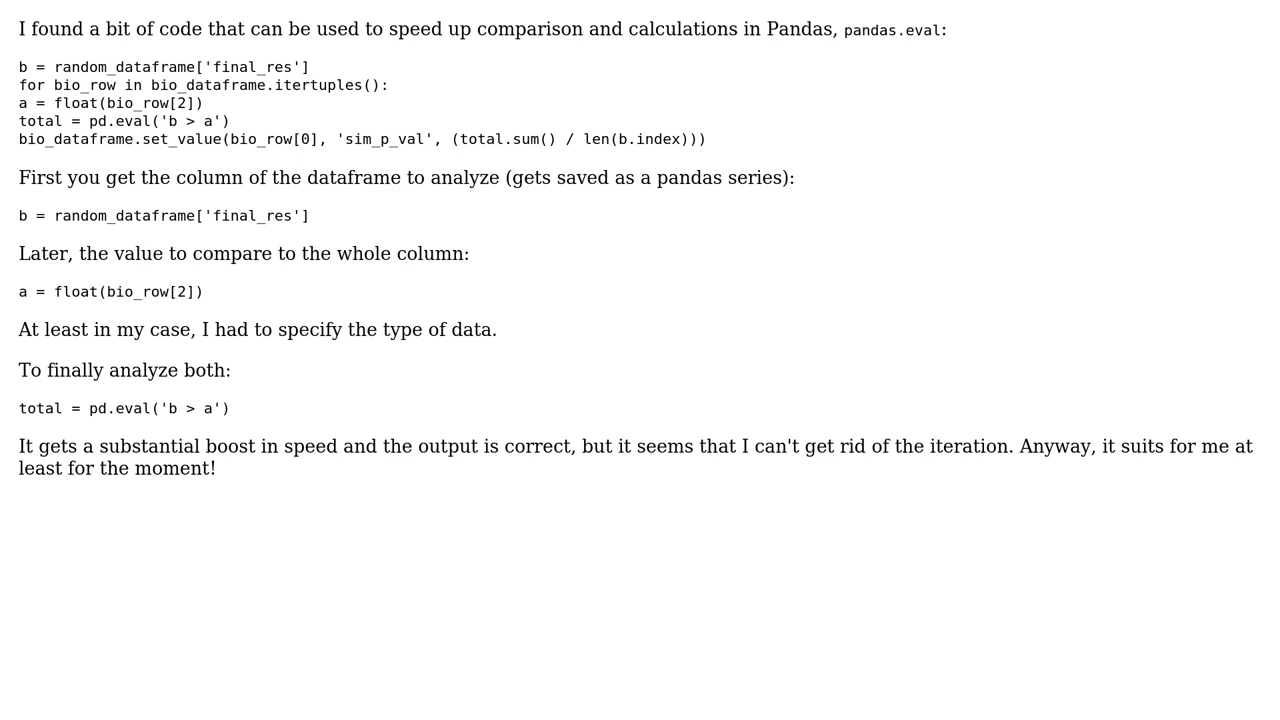 I found a bit of code that can be used to speed up comparison and calculations in Pandas, pandas.eval:
b = random_dataframe['final_res']
for bio_row in bio_dataframe.itertuples():
a = float(bio_row[2])
total = pd.eval('b > a')
bio_dataframe.set_value(bio_row[0], 'sim_p_val', (total.sum() / len(b.index)))
First you get the column of the dataframe to analyze (gets saved as a pandas series):
b = random_dataframe['final_res']
Later, the value to compare to the whole column:
a = float(bio_row[2])
At least in my case, I had to specify the type of data.
To finally analyze both:
total = pd.eval('b > a')
It gets a substantial boost in speed and the output is correct, but it seems that I can't get rid of the iteration. Anyway, it suits for me at
least for the moment!